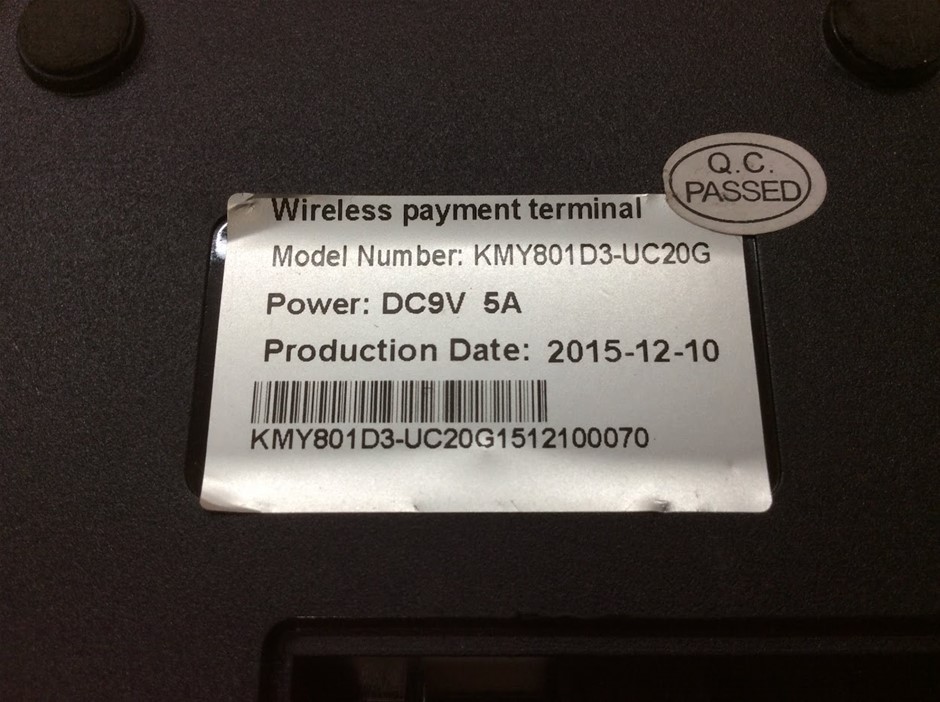 Q.C.
PASSED
Wireless payment terminal
Model Number: KMY801D3-UC20G
Power: DC9V 5A
Production Date: 2015-12-10
KMY801D3-UC20G1512100070